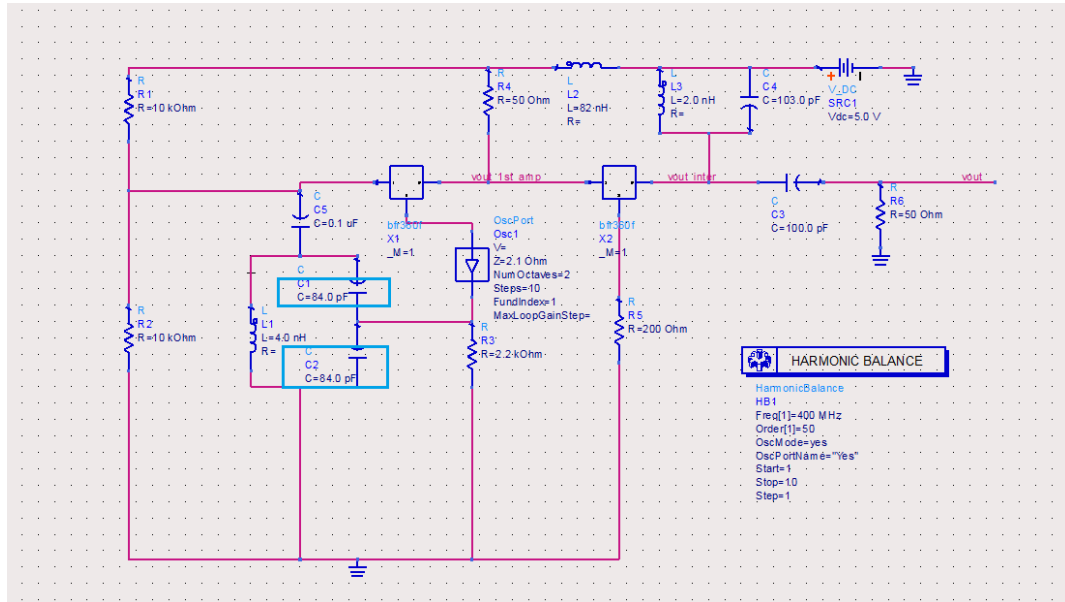 R
R1
R=10 kOhm
R
R4
R=50 Ohm
L
L2
L=82 nH
R=
L
L3
L=2.0 nH
R=
C
C4
C=103.0 pF
+
V_DC
SRC1
Vdc=5.0 V
C
C5
C=0.1 uF
bfr360f
X1
_M=1
vout 1st amp
OscPort
Osc1
V=
Z=2.1 Ohm
NumOctaves=2
Steps=10
FundIndex=1
MaxLoopGainStep=
bfr360f
X2
_M=1
vout inter
C
C3
C=100.0 pF
vout
R
R6
R=50 Ohm
R
R2
R=10 kOhm
C
C1
C=84.0 pF
L
L1
L=4.0 nH
R=
C
C2
C=84.0 pF
R
R3
R=2.2 kOhm
R
R5
R=200 Ohm
HARMONIC BALANCE
HarmonicBalance
HB1
Freq[1]=400 MHz
Order[1]=50
OscMode=yes
OscPortName="Yes"
Start=1
Stop=10
Step=1